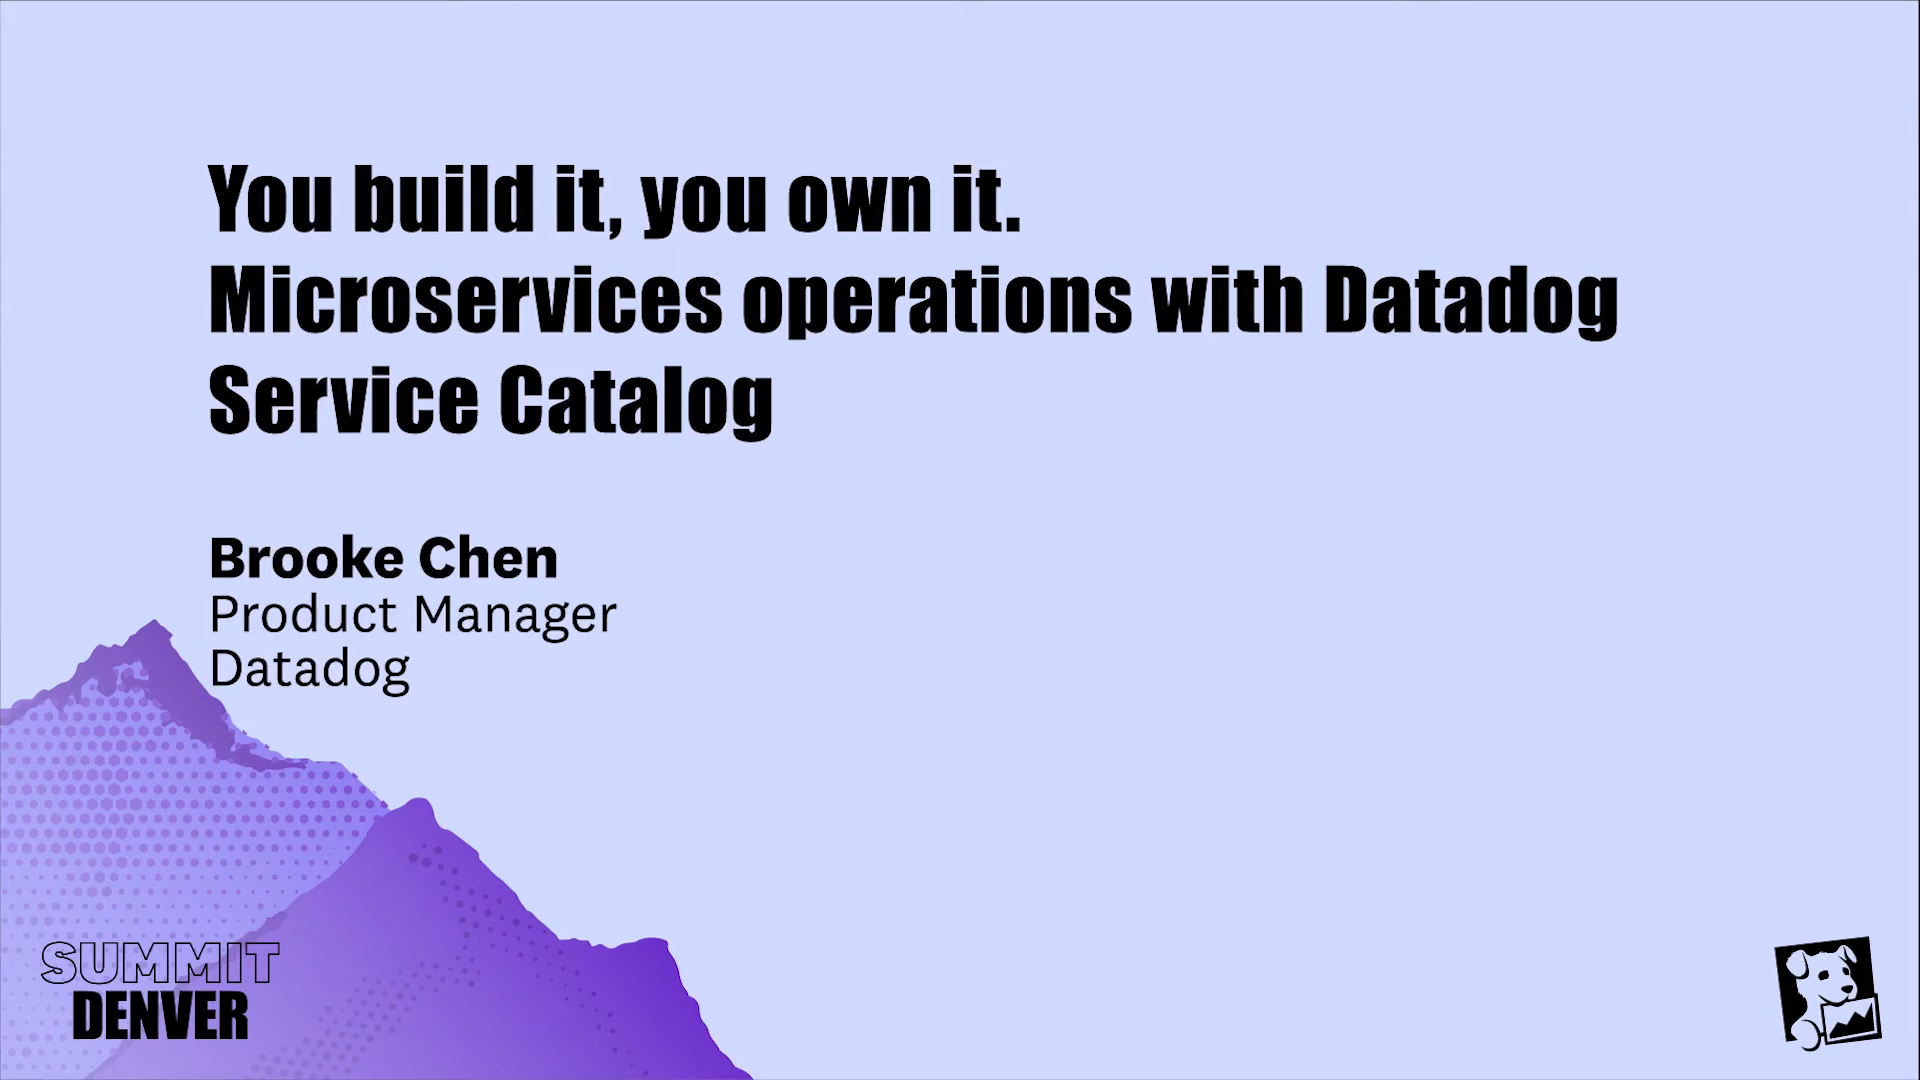 You build it, you own it.
Microservices operations with Datadog
Service Catalog
Brooke Chen
Product Manager
Datadog
SUMMIT
DENVER